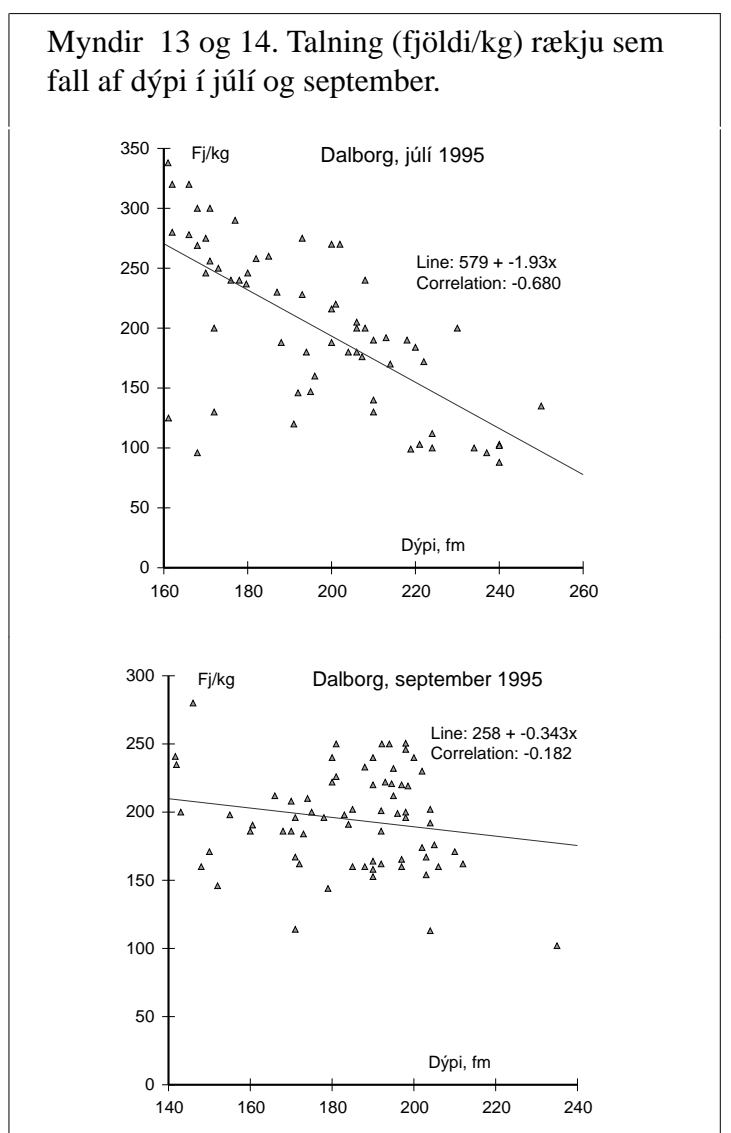 Myndir 13 og 14. Talning (fjöldi/kg) rækju sem
fall af dýpi í júlí og september.
350
Fj/kg
Dalborg, júlí 1995
300
250
Line: 579 + -1.93x
Correlation: -0.680
200
150
100
50
Dýpi, fm
0
160 180 200 220 240 260
300
Fj/kg
Dalborg, september 1995
250
Line: 258 + -0.343x
Correlation: -0.182
200
150
100
50
Dýpi, fm
0
140 160 180 200 220 240